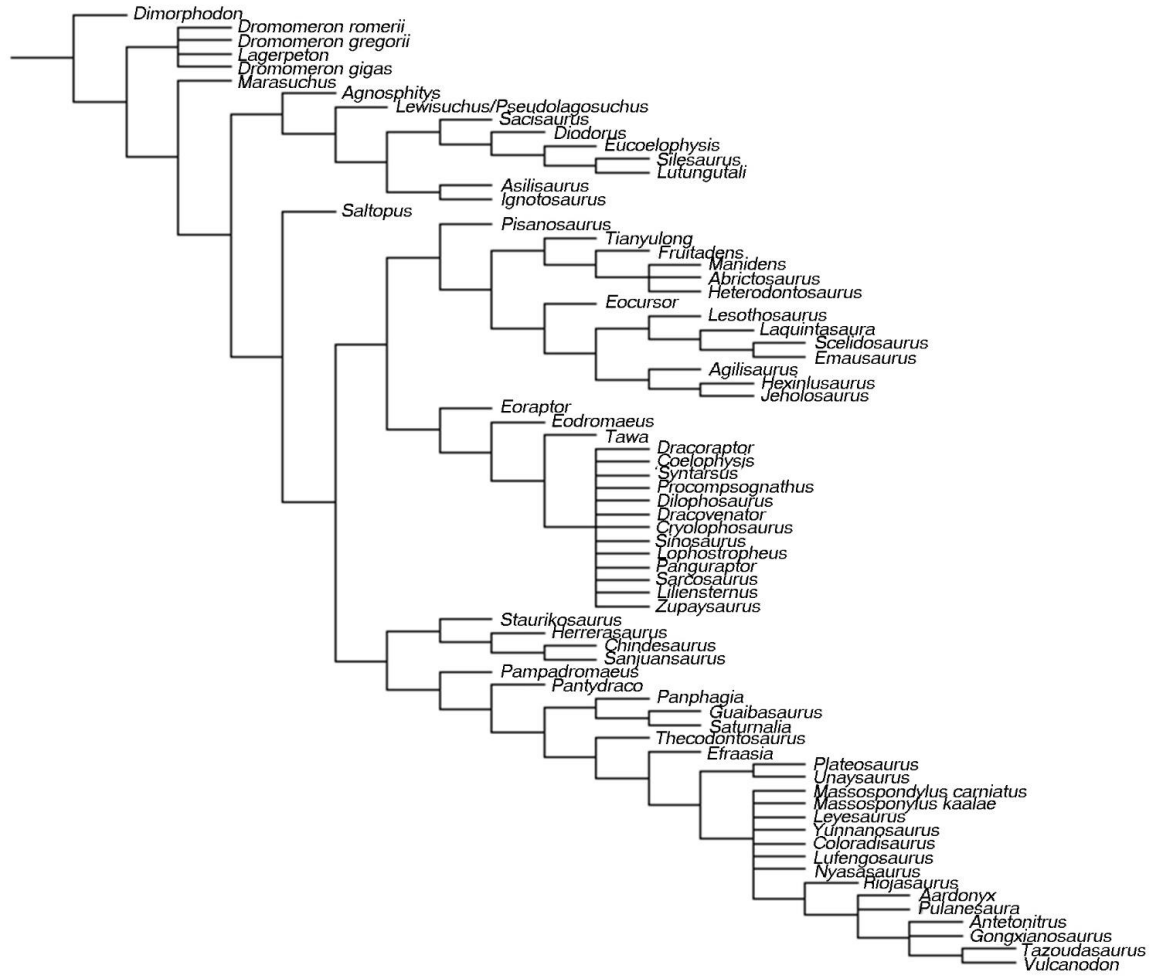 Dimorphodon
Dromomeron romerii
Dromomeron gregorii
Lagerpeton
Dromomeron gigas
Marasuchus
Agnosphitys
Lewisuchus/Pseudolagosuchus
Sacisaurus
Diodorus
Eucoelophysis
Silesaurus
Lutungutali
Asilisaurus
Ignotosaurus
Saltopus
Pisanosaurus
Tianyulong
Fruitadens
Manidens
Abrictosaurus
Heterodontosaurus
Eocursor
Lesothosaurus
Laquintasaura
Scelidosaurus
Emausaurus
Agilisaurus
Hexinlusaurus
Jeholosaurus
Eoraptor
Eodromaeus
Tawa
Dracoraptor
Coelophysis
Syntarsus
Procompsognathus
Dilophosaurus
Dracovenator
Cryolophosaurus
Sinosaurus
Lophostropheus
Panguraptor
Sarcosaurus
Liliensternus
Zupaysaurus
Staurikosaurus
Herrerasaurus
Chindesaurus
Sanjuansaurus
Pampadromaeus
Pantydraco
Panphagia
Guaibasaurus
Saturnalia
Thecodontosaurus
Efraasia
Plateosaurus
Unaysaurus
Massospondylus carniatus
Massosponylus kaalae
Leyesaurus
Yunnanosaurus
Coloradisaurus
Lufengosaurus
Nyasasaurus
Riojasaurus
Aardonyx
Pulanesaura
Antetonitrus
Gongxianosaurus
Tazoudasaurus
Vulcanodon